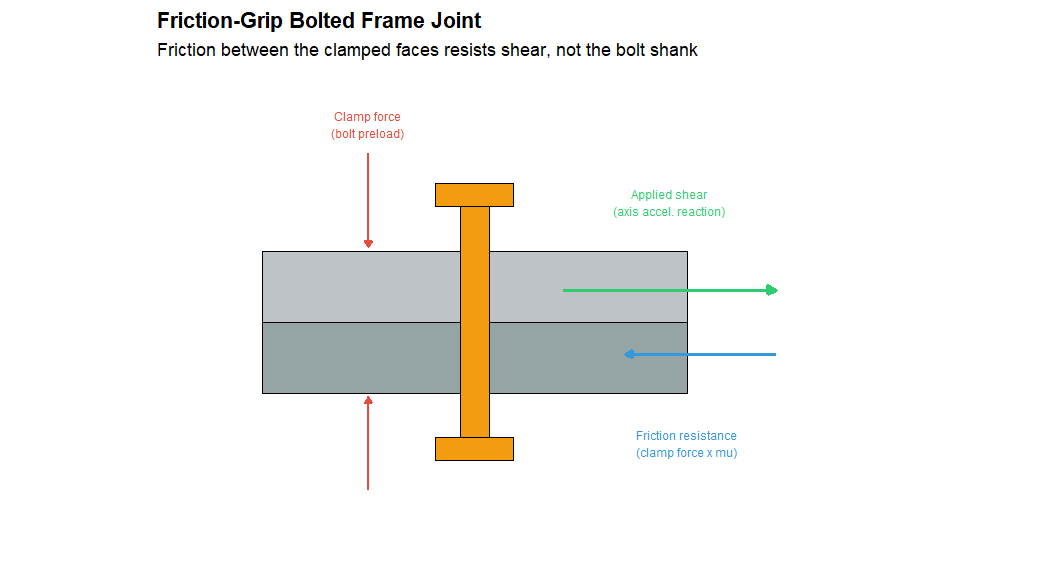 Friction-Grip Bolted Frame Joint
Friction between the clamped faces resists shear, not the bolt shank
Clamp force
(bolt preload)
Applied shear
(axis accel. reaction)
Friction resistance
(clamp force x mu)